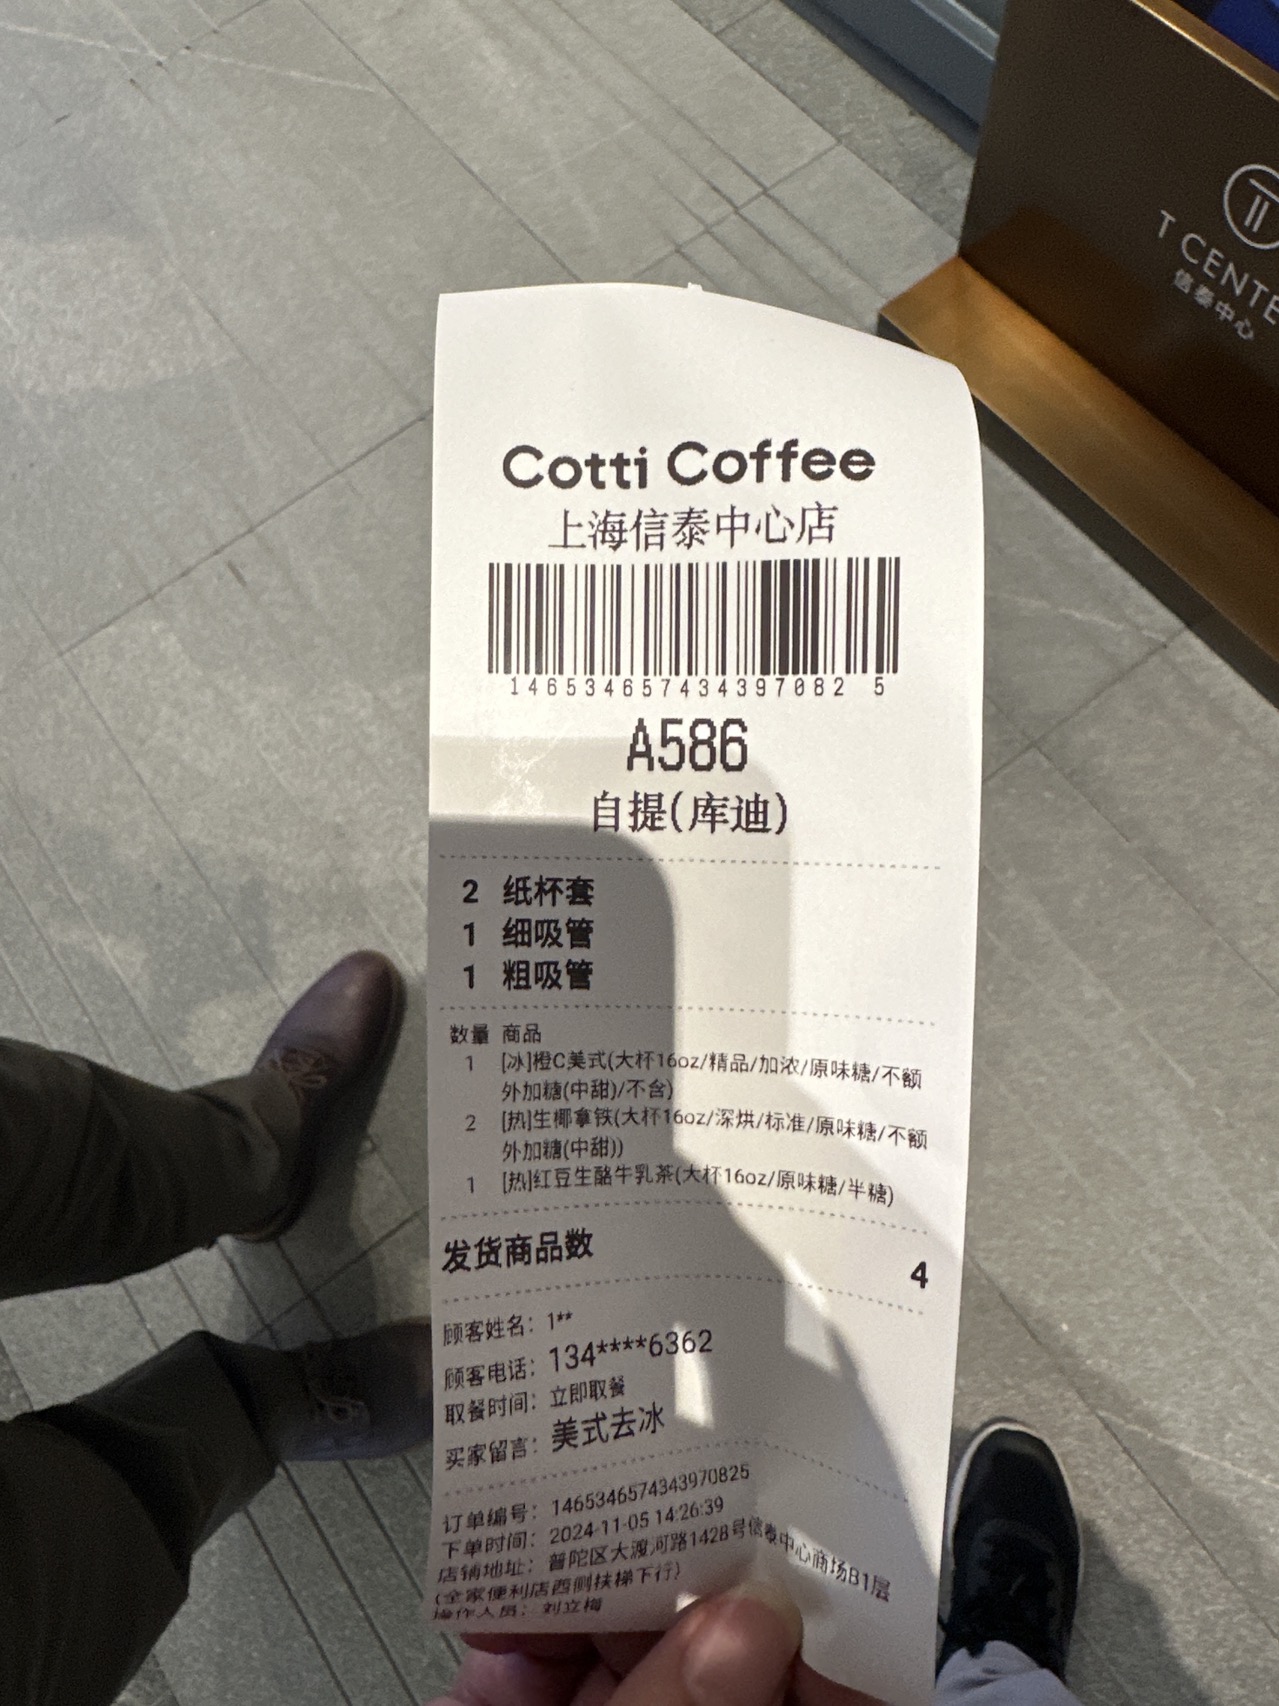 T CENTE
信泰中心
Cotti Coffee
上海信泰中心店
1465346574343970825
A586
自提(库迪)
2 纸杯套
1 细吸管
1 粗吸管
数量 商品
1 [冰]橙C美式(大杯16oz/精品/加浓/原味糖/不额
外加糖(中甜)/不含)
2 [热]生椰拿铁(大杯16oz/深烘/标准/原味糖/不额
外加糖(中甜))
1 [热]红豆生酪牛乳茶(大杯16oz/原味糖/半糖)
发货商品数 4
顾客姓名: 1**
顾客电话: 134****6362
取餐时间: 立即取餐
买家留言: 美式去冰
订单编号: 1465346574343970825
下单时间: 2024-11-05 14:26:39
店铺地址: 普陀区大渡河路1428号信泰中心商场B1层
(全家便利店西侧扶梯下行)
操作人员: 刘立梅